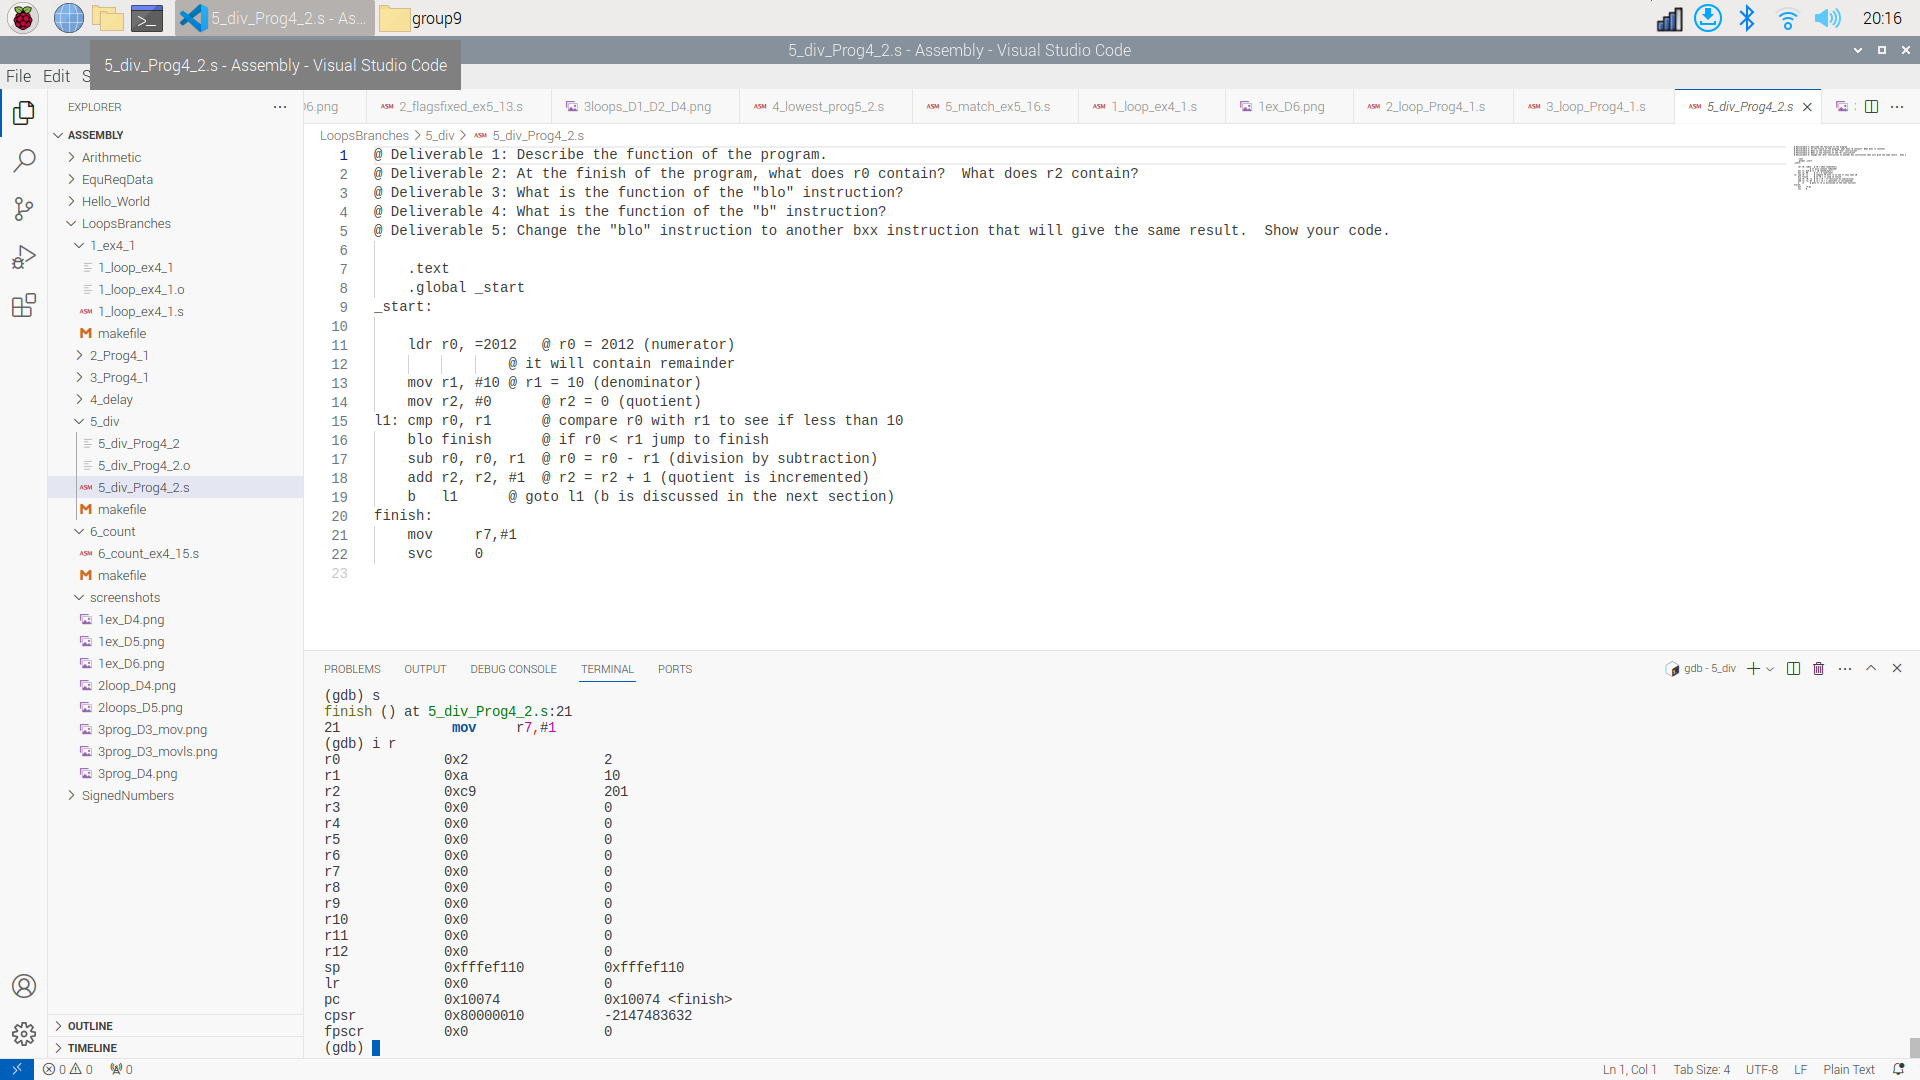 5_div_Prog4_2.s - As...
group9
20:16
5_div_Prog4_2.s - Assembly - Visual Studio Code
5_div_Prog4_2.s - Assembly - Visual Studio Code
File Edit S
EXPLORER
06.png
ASM 2_flagsfixed_ex5_13.s
3loops_D1_D2_D4.png
ASM 4_lowest_prog5_2.s
ASM 5_match_ex5_16.s
ASM 1_loop_ex4_1.s
1ex_D6.png
ASM 2_loop_Prog4_1.s
ASM 3_loop_Prog4_1.s
ASM 5_div_Prog4_2.s
ASSEMBLY
Arithmetic
EquReqData
Hello_World
LoopsBranches
1_ex4_1
1_loop_ex4_1
1_loop_ex4_1.o
ASM 1_loop_ex4_1.s
M makefile
2_Prog4_1
3_Prog4_1
4_delay
5_div
5_div_Prog4_2
5_div_Prog4_2.o
ASM 5_div_Prog4_2.s
M makefile
6_count
ASM 6_count_ex4_15.s
M makefile
screenshots
1ex_D4.png
1ex_D5.png
1ex_D6.png
2loop_D4.png
2loops_D5.png
3prog_D3_mov.png
3prog_D3_movls.png
3prog_D4.png
SignedNumbers
OUTLINE
TIMELINE
LoopsBranches > 5_div > ASM 5_div_Prog4_2.s
1 @ Deliverable 1: Describe the function of the program.
2 @ Deliverable 2: At the finish of the program, what does r0 contain?  What does r2 contain?
3 @ Deliverable 3: What is the function of the "blo" instruction?
4 @ Deliverable 4: What is the function of the "b" instruction?
5 @ Deliverable 5: Change the "blo" instruction to another bxx instruction that will give the same result.  Show your code.
6
7     .text
8     .global _start
9 _start:
10
11     ldr r0, =2012   @ r0 = 2012 (numerator)
12                 @ it will contain remainder
13     mov r1, #10 @ r1 = 10 (denominator)
14     mov r2, #0      @ r2 = 0 (quotient)
15 l1: cmp r0, r1      @ compare r0 with r1 to see if less than 10
16     blo finish      @ if r0 < r1 jump to finish
17     sub r0, r0, r1  @ r0 = r0 - r1 (division by subtraction)
18     add r2, r2, #1  @ r2 = r2 + 1 (quotient is incremented)
19     b   l1      @ goto l1 (b is discussed in the next section)
20 finish:
21     mov     r7,#1
22     svc     0
23
PROBLEMS OUTPUT DEBUG CONSOLE TERMINAL PORTS
gdb - 5_div
(gdb) s
finish () at 5_div_Prog4_2.s:21
21              mov     r7,#1
(gdb) i r
r0             0x2                 2
r1             0xa                 10
r2             0xc9                201
r3             0x0                 0
r4             0x0                 0
r5             0x0                 0
r6             0x0                 0
r7             0x0                 0
r8             0x0                 0
r9             0x0                 0
r10            0x0                 0
r11            0x0                 0
r12            0x0                 0
sp             0xfffef110          0xfffef110
lr             0x0                 0
pc             0x10074             0x10074 <finish>
cpsr           0x80000010          -2147483632
fpscr          0x0                 0
(gdb)
0 0 0
Ln 1, Col 1 Tab Size: 4 UTF-8 LF Plain Text